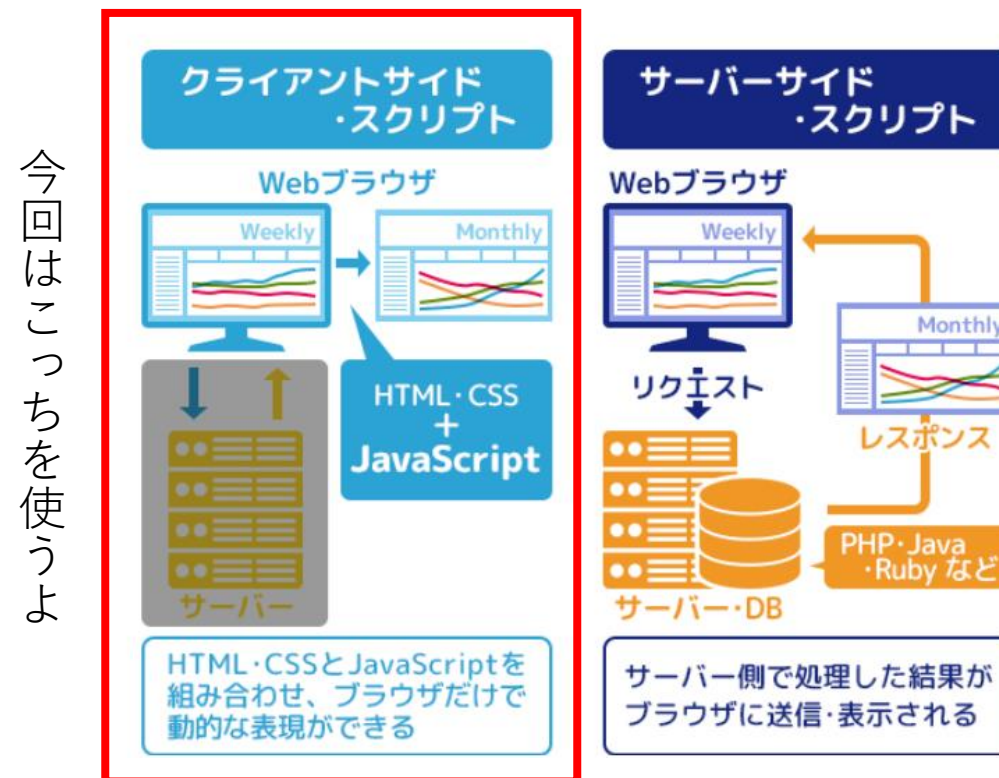 今回はこっちを使うよ
クライアントサイド
・スクリプト
Webブラウザ
Weekly
Monthly
HTML・CSS
+
JavaScript
サーバー
HTML・CSSとJavaScriptを
組み合わせ、ブラウザだけで
動的な表現ができる
サーバーサイド
・スクリプト
Webブラウザ
Weekly
Monthly
リクエスト
レスポンス
PHP・Java
・Ruby など
サーバー・DB
サーバー側で処理した結果が
ブラウザに送信・表示される